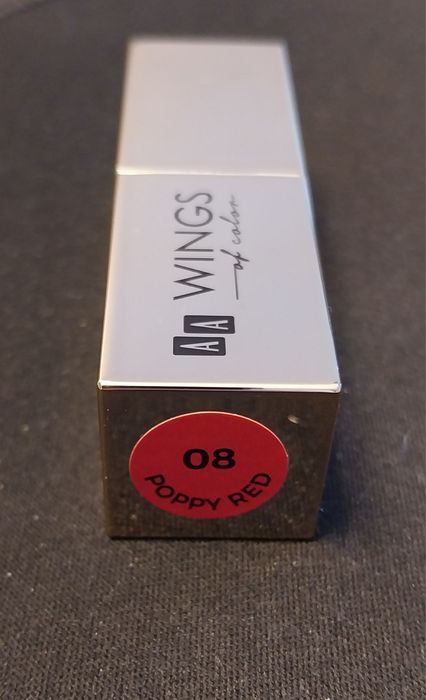 AA WINGS
of color
08
POPPY RED